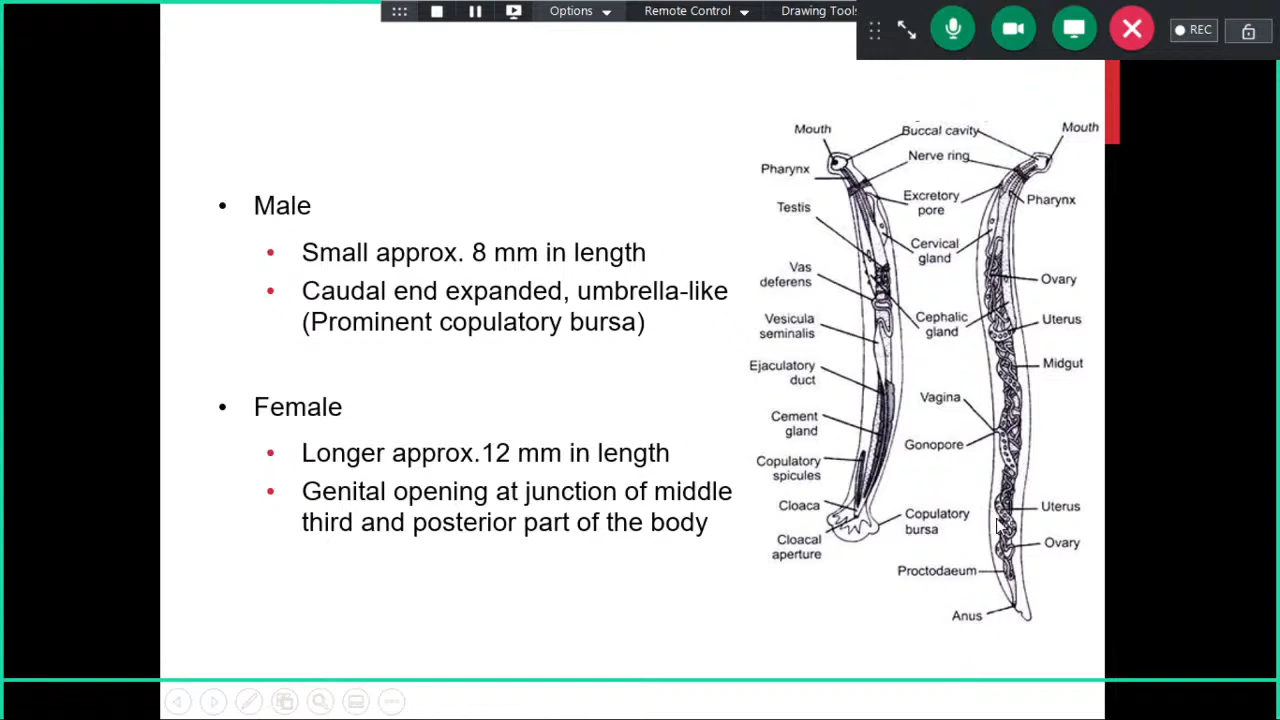 Options
Remote Control
Drawing Tools
REC
• Male
• Small approx. 8 mm in length
• Caudal end expanded, umbrella-like
(Prominent copulatory bursa)
• Female
• Longer approx.12 mm in length
• Genital opening at junction of middle
third and posterior part of the body
Mouth
Buccal cavity
Mouth
Pharynx
Nerve ring
Testis
Excretory
pore
Pharynx
Vas
deferens
Cervical
gland
Ovary
Vesicula
seminalis
Cephalic
gland
Uterus
Ejaculatory
duct
Midgut
Cement
gland
Vagina
Gonopore
Copulatory
spicules
Cloaca
Copulatory
bursa
Uterus
Cloacal
aperture
Ovary
Proctodaeum
Anus